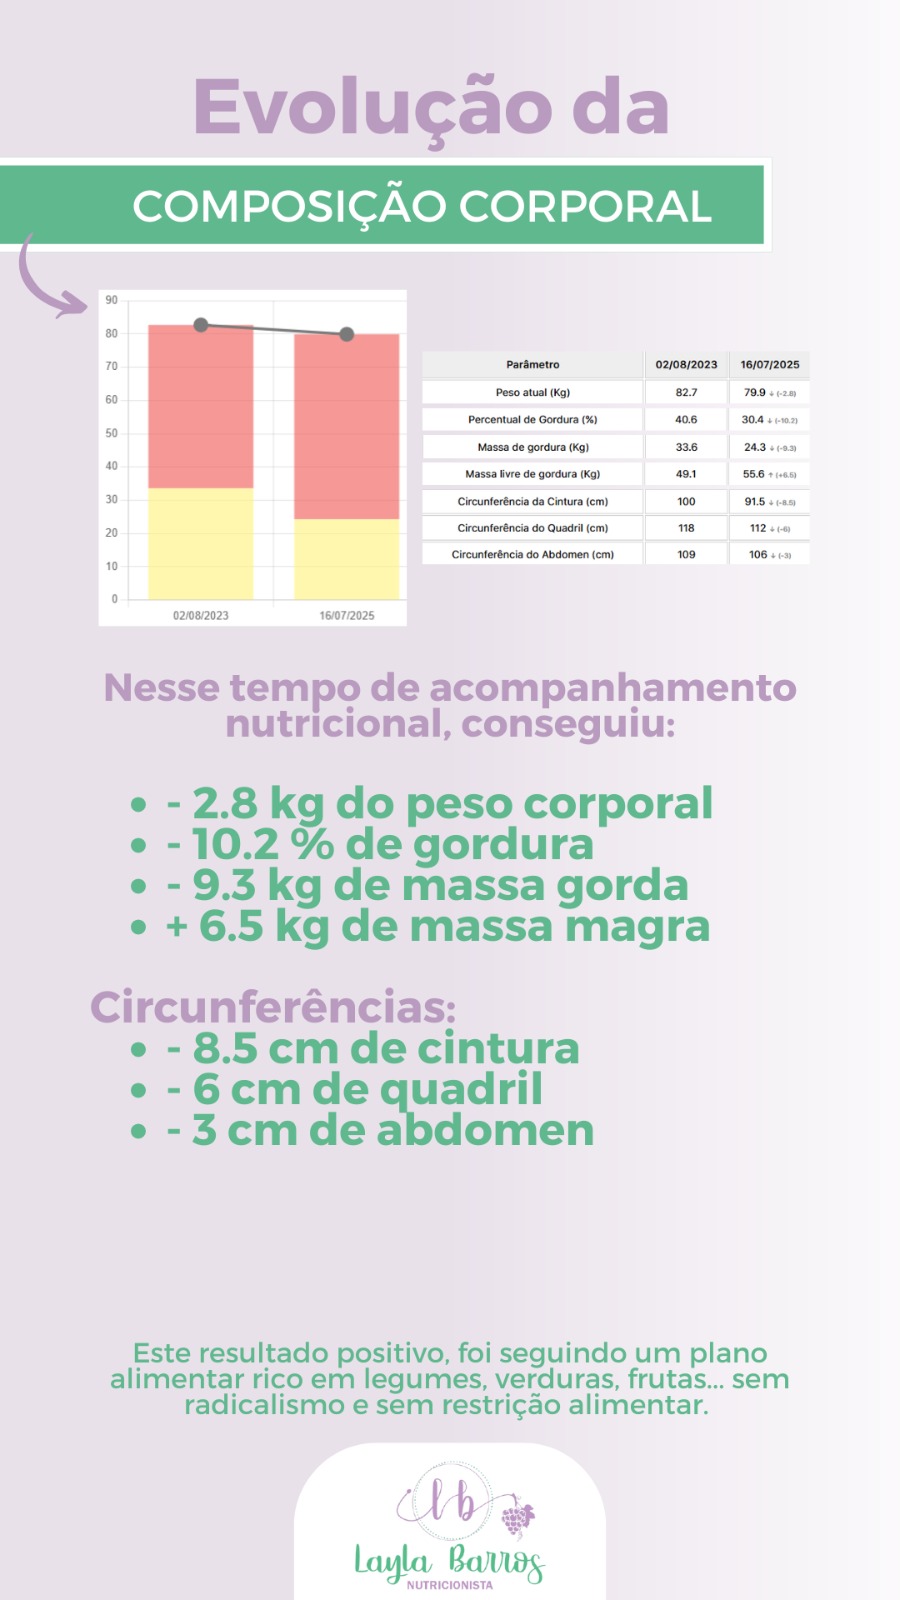 Evolução da
COMPOSIÇÃO CORPORAL
90
80
70
60
50
40
30
20
10
0
02/08/2023 16/07/2025
Parâmetro 02/08/2023 16/07/2025
Peso atual (Kg) 82.7 79.9 ↓ (-2.8)
Percentual de Gordura (%) 40.6 30.4 ↓ (-10.2)
Massa de gordura (Kg) 33.6 24.3 ↓ (-9.3)
Massa livre de gordura (Kg) 49.1 55.6 ↑ (+6.5)
Circunferência da Cintura (cm) 100 91.5 ↓ (-8.5)
Circunferência do Quadril (cm) 118 112 ↓ (-6)
Circunferência do Abdomen (cm) 109 106 ↓ (-3)
Nesse tempo de acompanhamento
nutricional, conseguiu:
• - 2.8 kg do peso corporal
• - 10.2 % de gordura
• - 9.3 kg de massa gorda
• + 6.5 kg de massa magra
Circunferências:
• - 8.5 cm de cintura
• - 6 cm de quadril
• - 3 cm de abdomen
Este resultado positivo, foi seguindo um plano
alimentar rico em legumes, verduras, frutas... sem
radicalismo e sem restrição alimentar.
lb
Layla Barros
NUTRICIONISTA